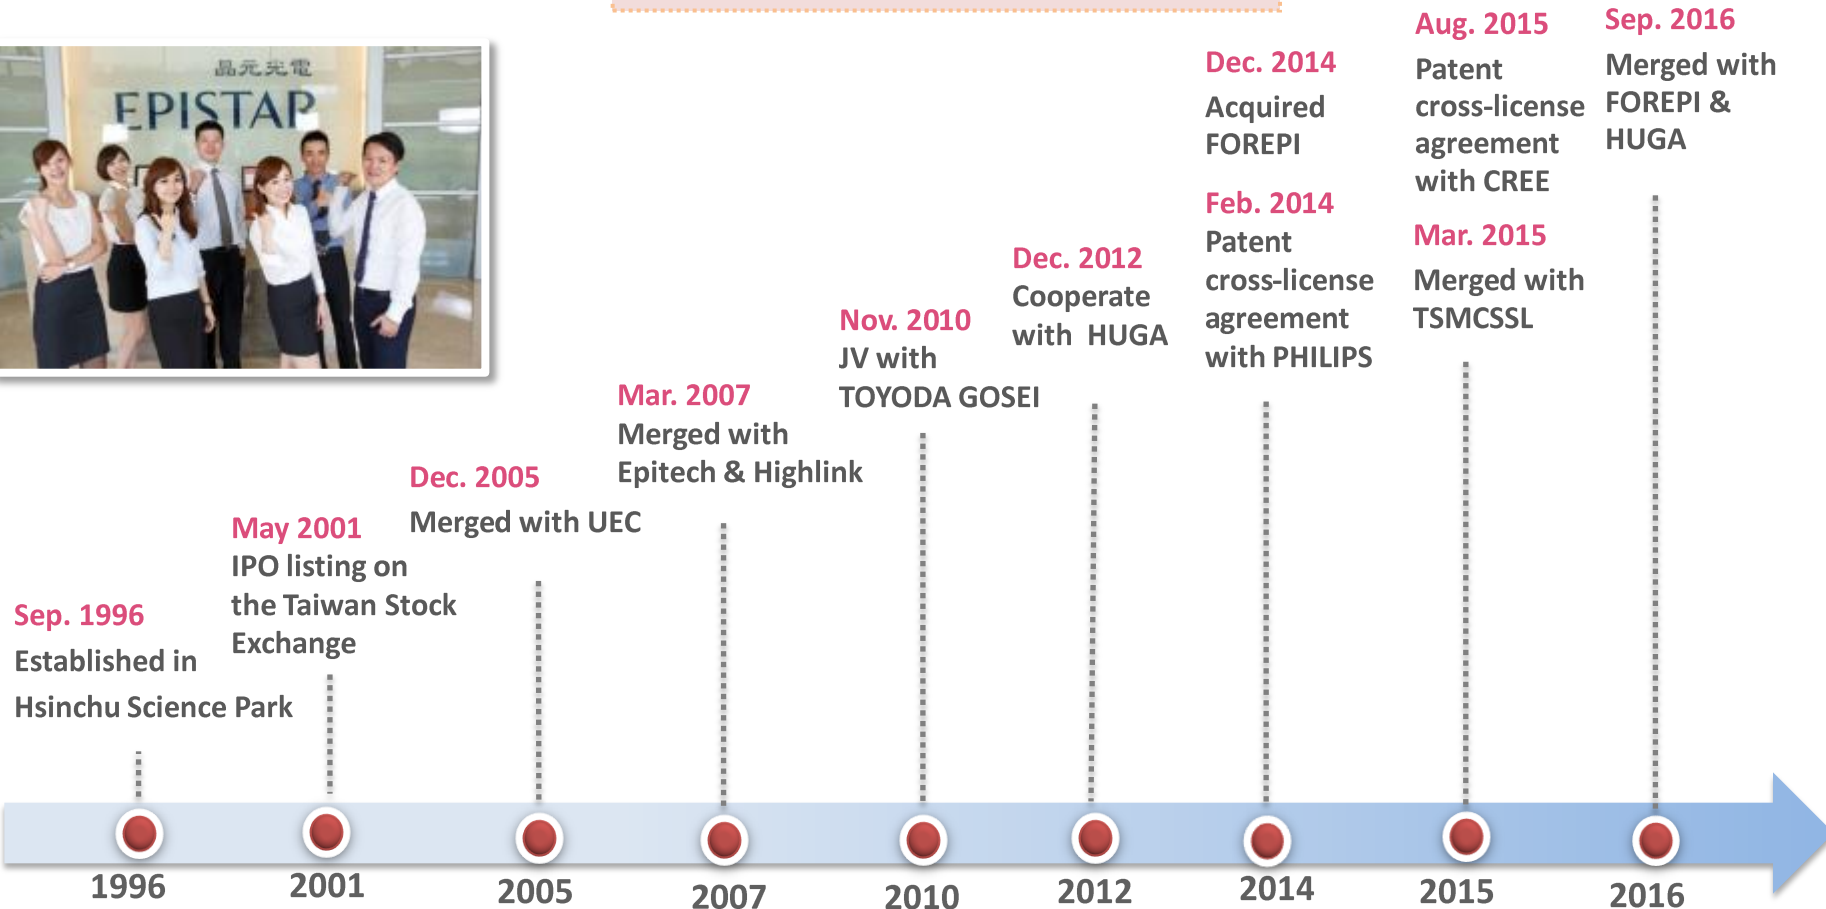 晶元光電
EPISTAR
Sep. 1996
Established in
Hsinchu Science Park
May 2001
IPO listing on
the Taiwan Stock
Exchange
Dec. 2005
Merged with UEC
Mar. 2007
Merged with
Epitech & Highlink
Nov. 2010
JV with
TOYODA GOSEI
Dec. 2012
Cooperate
with HUGA
Dec. 2014
Acquired
FOREPI
Feb. 2014
Patent
cross-license
agreement
with PHILIPS
Aug. 2015
Patent
cross-license
agreement
with CREE
Mar. 2015
Merged with
TSMCSSL
Sep. 2016
Merged with
FOREPI &
HUGA
1996
2001
2005
2007
2010
2012
2014
2015
2016